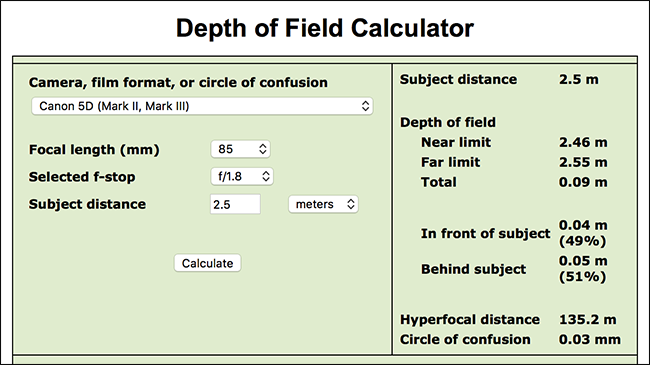 Depth of Field Calculator
Camera, film format, or circle of confusion
Canon 5D (Mark II, Mark III)
Focal length (mm) 85
Selected f-stop f/1.8
Subject distance 2.5 meters
Calculate
Subject distance 2.5 m
Depth of field
Near limit 2.46 m
Far limit 2.55 m
Total 0.09 m
In front of subject 0.04 m
(49%)
Behind subject 0.05 m
(51%)
Hyperfocal distance 135.2 m
Circle of confusion 0.03 mm